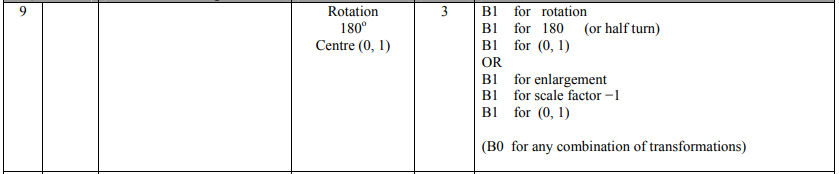 9
Rotation
180°
Centre (0, 1)
3
B1 for rotation
B1 for 180 (or half turn)
B1 for (0, 1)
OR
B1 for enlargement
B1 for scale factor −1
B1 for (0, 1)
(B0 for any combination of transformations)